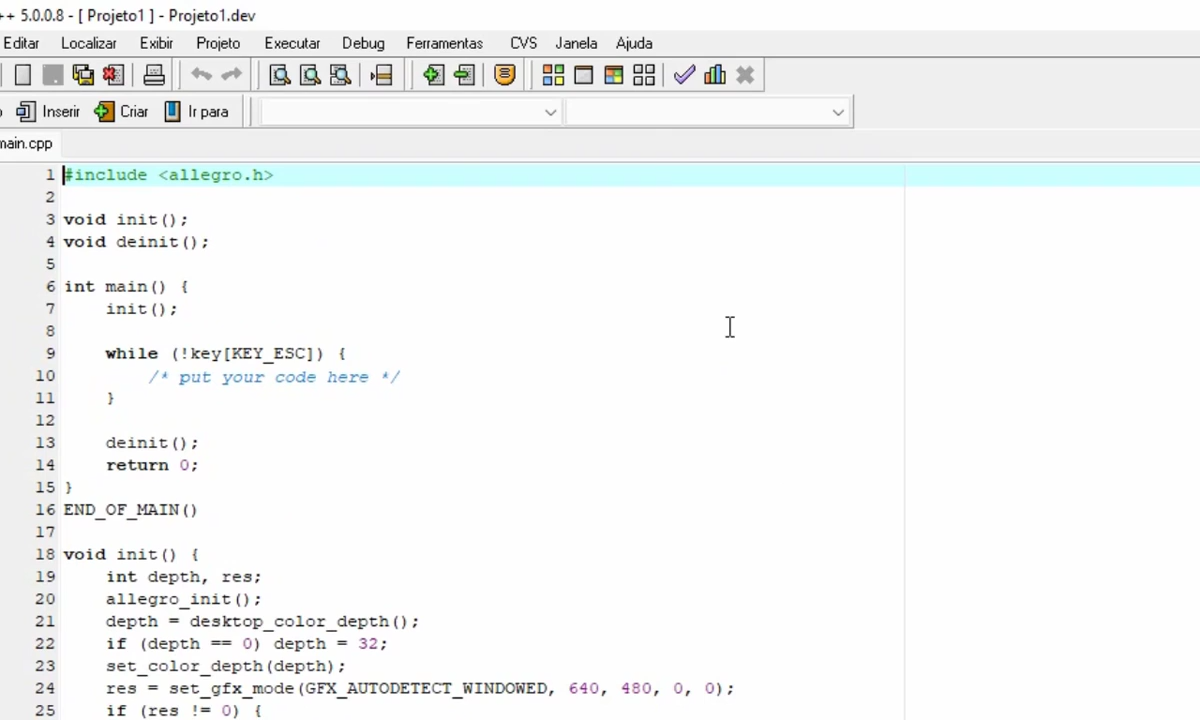 ++ 5.0.0.8 - [ Projeto1 ] - Projeto1.dev
Editar Localizar Exibir Projeto Executar Debug Ferramentas CVS Janela Ajuda
Inserir Criar Ir para
main.cpp
1 #include <allegro.h>
2
3 void init();
4 void deinit();
5
6 int main() {
7 init();
8
9 while (!key[KEY_ESC]) {
10 /* put your code here */
11 }
12
13 deinit();
14 return 0;
15 }
16 END_OF_MAIN()
17
18 void init() {
19 int depth, res;
20 allegro_init();
21 depth = desktop_color_depth();
22 if (depth == 0) depth = 32;
23 set_color_depth(depth);
24 res = set_gfx_mode(GFX_AUTODETECT_WINDOWED, 640, 480, 0, 0);
25 if (res != 0) {